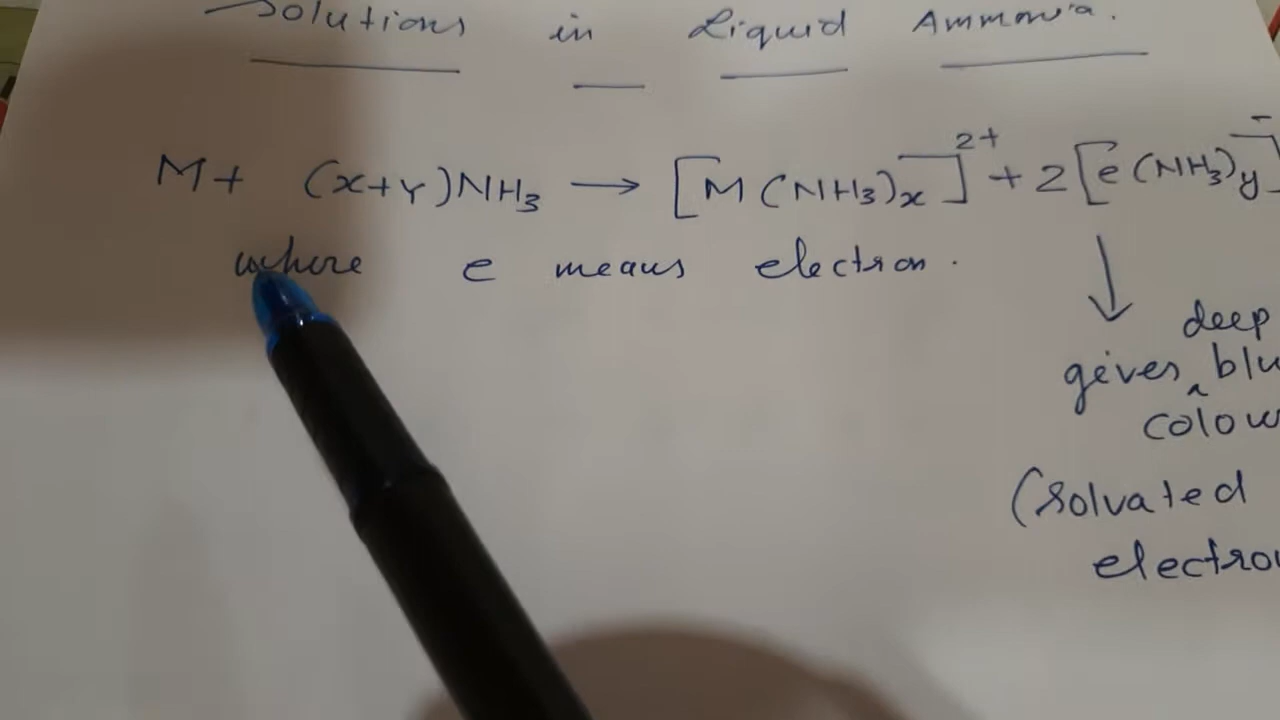 Solutions in Liquid Ammonia.
M + (x+Y)NH3 → [M(NH3)x]2+ + 2[e(NH3)y]-
where e means electron.
deep
gives ^ blu
colou
(solvated
electro